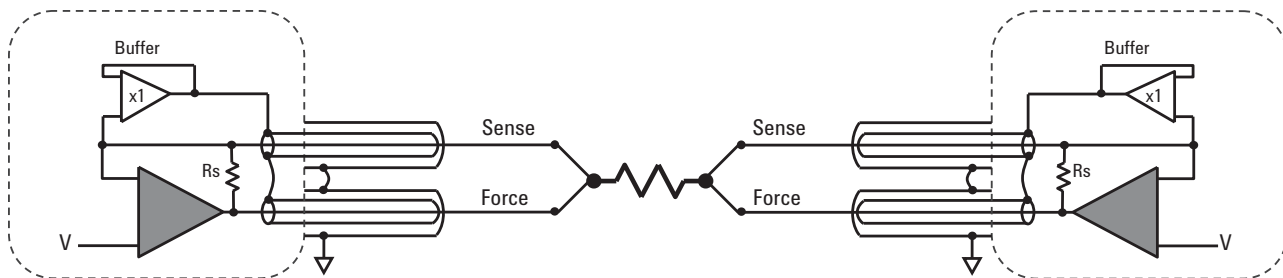 Buffer
Buffer
x1
x1
Sense
Sense
Rs
Rs
Force
Force
V
V